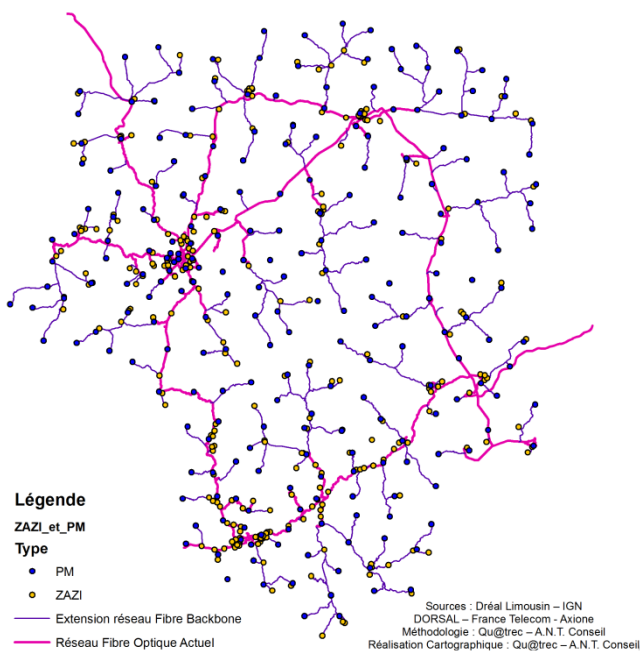 Légende
ZAZI_et_PM
Type
PM
ZAZI
Extension réseau Fibre Backbone
Réseau Fibre Optique Actuel
Sources : Dréal Limousin – IGN
DORSAL – France Telecom - Axione
Méthodologie : Qu@trec – A.N.T. Conseil
Réalisation Cartographique : Qu@trec – A.N.T. Conseil